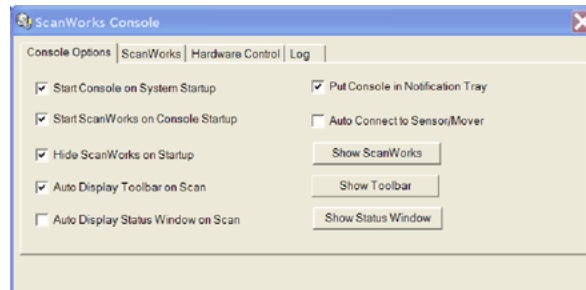 ScanWorks Console
Console Options ScanWorks Hardware Control Log
Start Console on System Startup
Put Console in Notification Tray
Start ScanWorks on Console Startup
Auto Connect to Sensor/Mover
Hide ScanWorks on Startup
Show ScanWorks
Auto Display Toolbar on Scan
Show Toolbar
Auto Display Status Window on Scan
Show Status Window